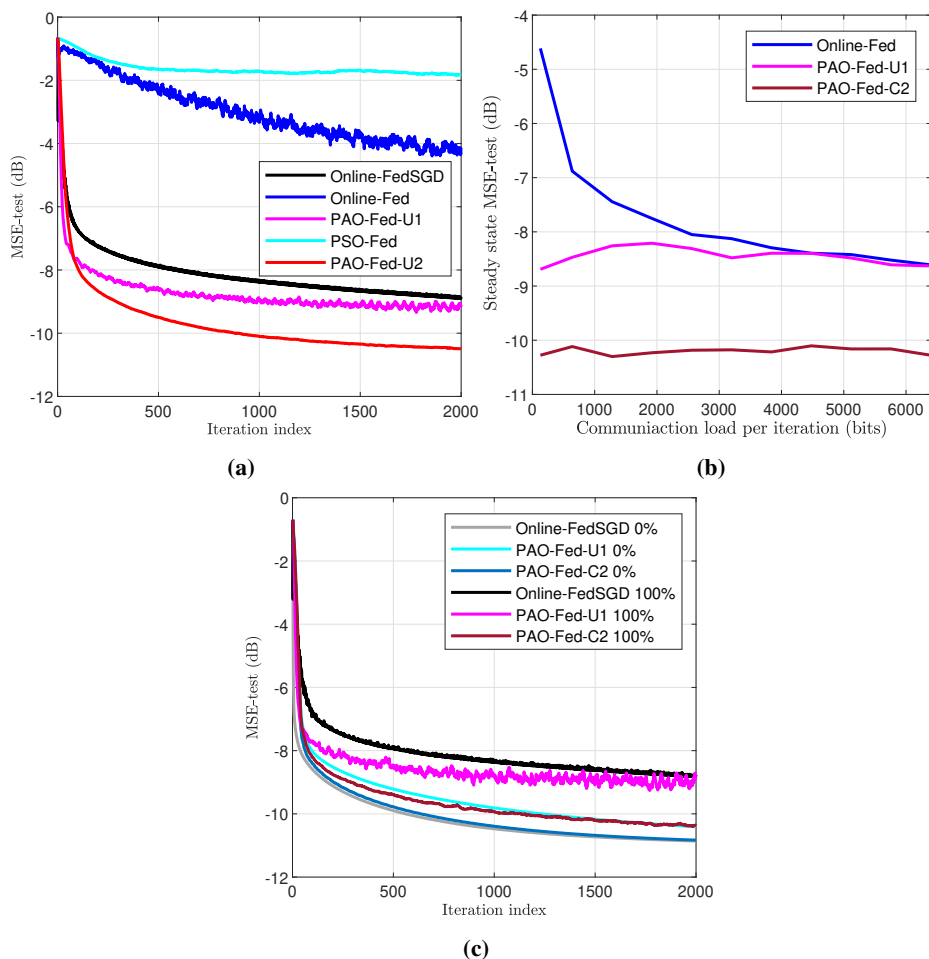 0
-2
-4
-6
-8
-10
-12
MSE-test (dB)
Online-FedSGD
Online-Fed
PAO-Fed-U1
PSO-Fed
PAO-Fed-U2
0
500
1000
1500
2000
Iteration index
(a)
-4
-5
-6
-7
-8
-9
-10
-11
Steady state MSE-test (dB)
Online-Fed
PAO-Fed-U1
PAO-Fed-C2
0
1000
2000
3000
4000
5000
6000
Communiaction load per iteration (bits)
(b)
0
-2
-4
-6
-8
-10
-12
MSE-test (dB)
Online-FedSGD 0%
PAO-Fed-U1 0%
PAO-Fed-C2 0%
Online-FedSGD 100%
PAO-Fed-U1 100%
PAO-Fed-C2 100%
0
500
1000
1500
2000
Iteration index
(c)